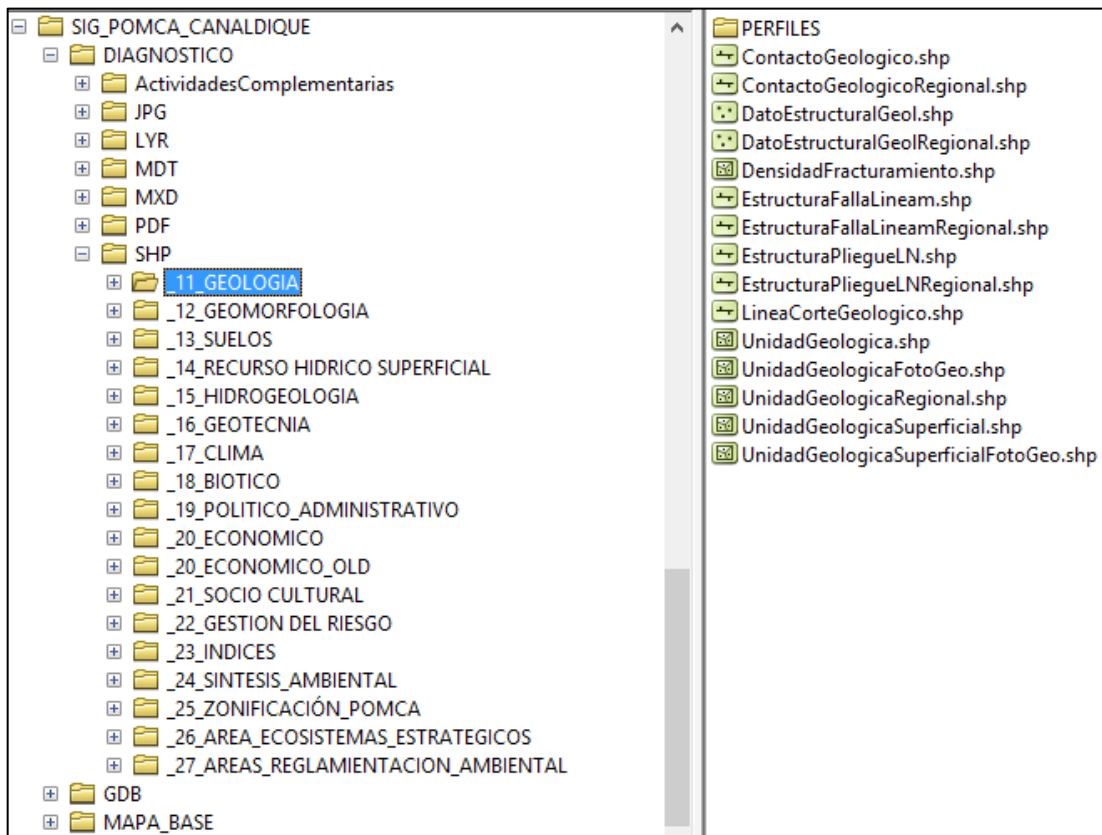 SIG_POMCA_CANALDIQUE
DIAGNOSTICO
ActividadesComplementarias
JPG
LYR
MDT
MXD
PDF
SHP
_11_GEOLOGIA
_12_GEOMORFOLOGIA
_13_SUELOS
_14_RECURSO HIDRICO SUPERFICIAL
_15_HIDROGEOLOGIA
_16_GEOTECNIA
_17_CLIMA
_18_BIOTICO
_19_POLITICO_ADMINISTRATIVO
_20_ECONOMICO
_20_ECONOMICO_OLD
_21_SOCIO CULTURAL
_22_GESTION DEL RIESGO
_23_INDICES
_24_SINTESIS_AMBIENTAL
_25_ZONIFICACIÓN_POMCA
_26_AREA_ECOSISTEMAS_ESTRATEGICOS
_27_AREAS_REGLAMIENTACION_AMBIENTAL
GDB
MAPA_BASE
PERFILES
ContactoGeologico.shp
ContactoGeologicoRegional.shp
DatoEstructuralGeol.shp
DatoEstructuralGeolRegional.shp
DensidadFracturamiento.shp
EstructuraFallaLineam.shp
EstructuraFallaLineamRegional.shp
EstructuraPliegueLN.shp
EstructuraPliegueLNRegional.shp
LineaCorteGeologico.shp
UnidadGeologica.shp
UnidadGeologicaFotoGeo.shp
UnidadGeologicaRegional.shp
UnidadGeologicaSuperficial.shp
UnidadGeologicaSuperficialFotoGeo.shp